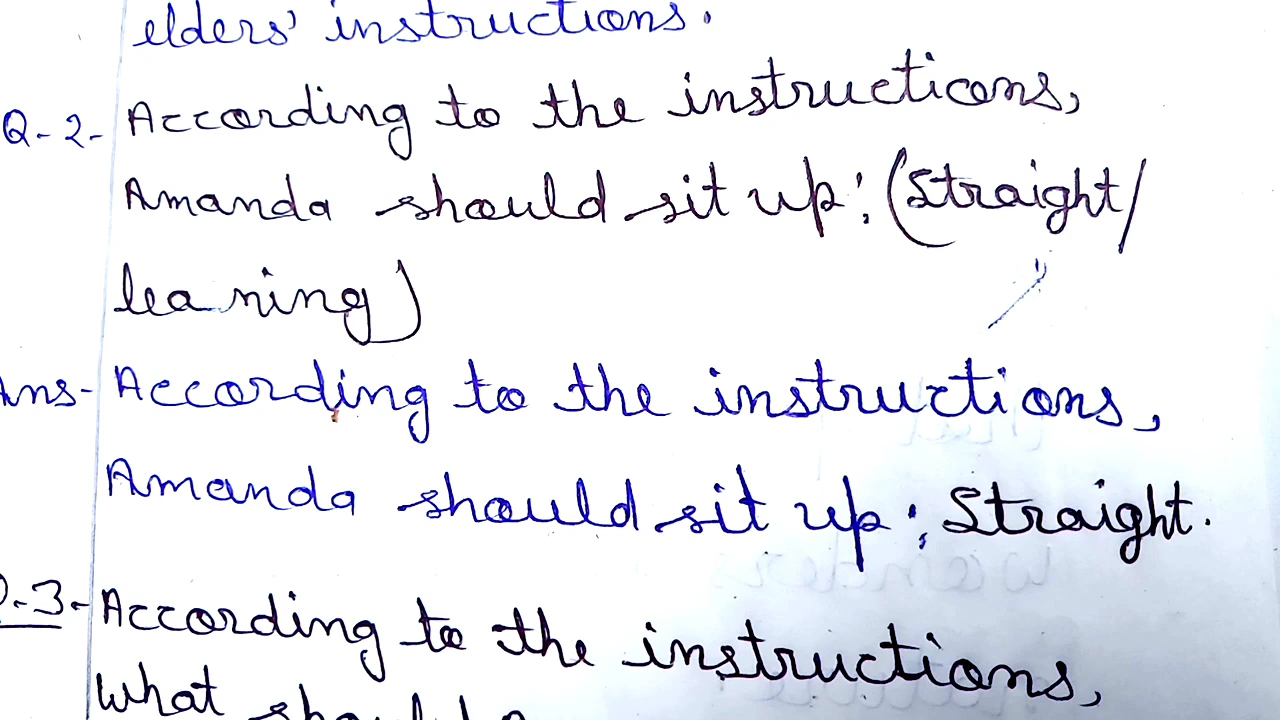 elders' instructions.
Q-2- According to the instructions,
Amanda should sit up; (Straight/
leaning)
Ans- According to the instructions,
Amanda should sit up; Straight.
Q-3- According to the instructions,
What should